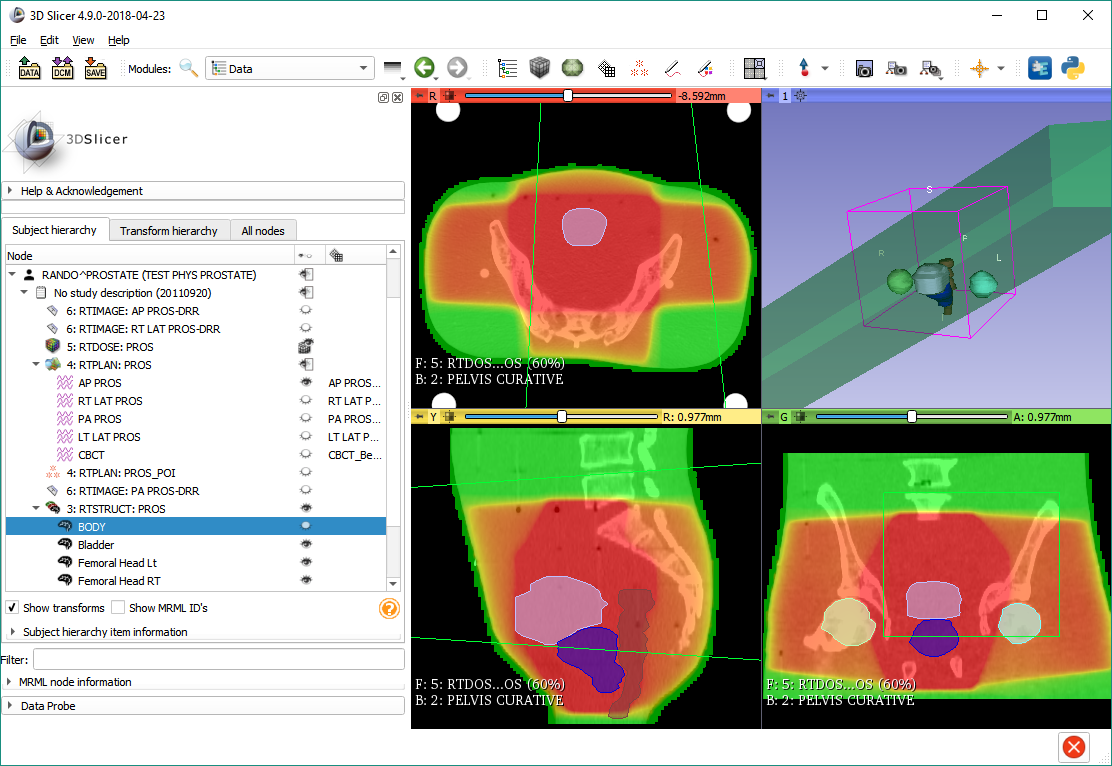 3D Slicer 4.9.0-2018-04-23
File Edit View Help
DATA DCM SAVE Modules: Data
R -8.592mm
1
3DSlicer
Help & Acknowledgement
Subject hierarchy Transform hierarchy All nodes
Node
RANDO^PROSTATE (TEST PHYS PROSTATE)
No study description (20110920)
6: RTIMAGE: AP PROS-DRR
6: RTIMAGE: RT LAT PROS-DRR
5: RTDOSE: PROS
4: RTPLAN: PROS
AP PROS AP PROS...
RT LAT PROS RT LAT P...
PA PROS PA PROS...
LT LAT PROS LT LAT P...
CBCT CBCT_Be...
4: RTPLAN: PROS_POI
6: RTIMAGE: PA PROS-DRR
3: RTSTRUCT: PROS
BODY
Bladder
Femoral Head Lt
Femoral Head RT
Show transforms Show MRML ID's
?
Subject hierarchy item information
Filter:
MRML node information
Data Probe
F: 5: RTDOS...OS (60%)
B: 2: PELVIS CURATIVE
S
R
P
L
I
Y R: 0.977mm
F: 5: RTDOS...OS (60%)
B: 2: PELVIS CURATIVE
G A: 0.977mm
F: 5: RTDOS...OS (60%)
B: 2: PELVIS CURATIVE